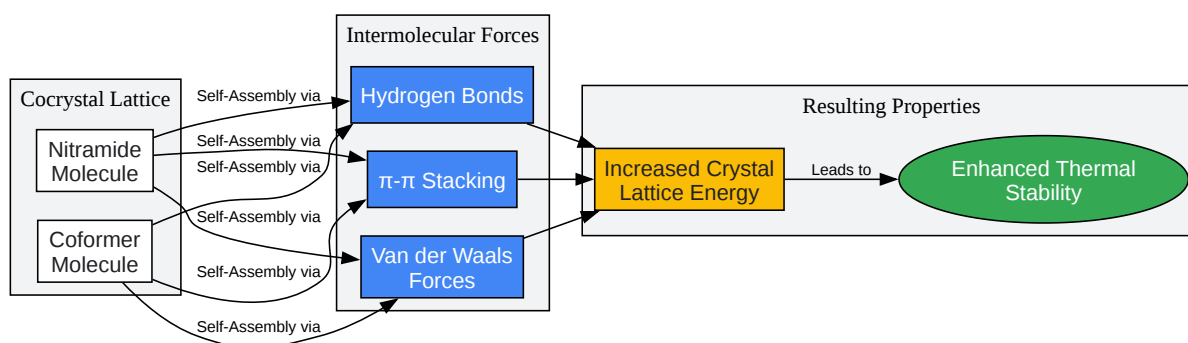 Cocrystal Lattice
Nitramide
Molecule
Coformer
Molecule
Self-Assembly via
Self-Assembly via
Self-Assembly via
Self-Assembly via
Self-Assembly via
Self-Assembly via
Intermolecular Forces
Hydrogen Bonds
π-π Stacking
Van der Waals
Forces
Resulting Properties
Increased Crystal
Lattice Energy
Leads to
Enhanced Thermal
Stability